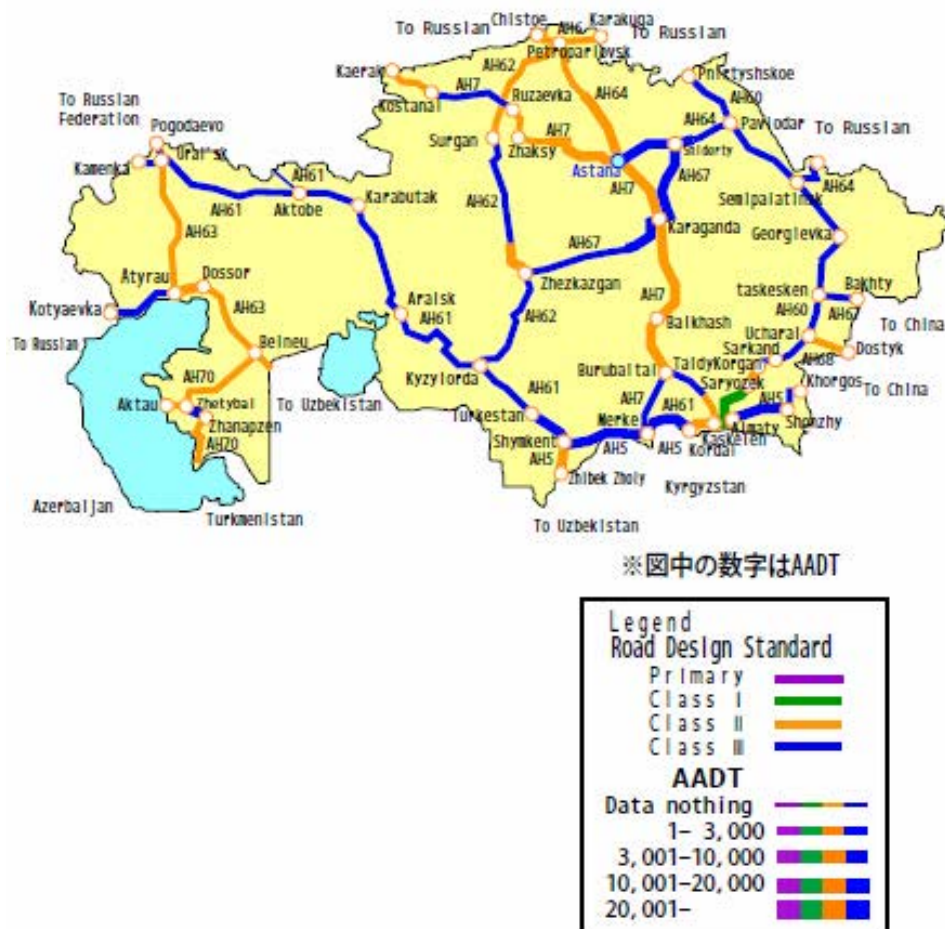 Chistoe
Karakuga
To Russian
AH6
To Russian
Petropavlovsk
Kaerak
AH62
Pnirtyshskoe
AH7
Kostanai
Ruzaevka
AH64
AH60
To Russian
Federation
Pogodaevo
Surgan
AH7
Zhaksy
AH64
Pavlodar
To Russian
Kamenka
Ural'sk
Astana
Shidorty
AH61
AH61
Aktobe
Karabutak
AH7
AH67
AH64
Semipalatinsk
AH62
Karaganda
AH63
AH67
Georgievka
Atyrau
Dossor
Zhezkazgan
AH7
Kotyaevka
AH63
Aralsk
taskesken
Bakhty
To Russian
AH61
AH62
Balkhash
AH60
AH67
Ucharal
To China
Beineu
Sarkand
Dostyk
AH70
Kyzylorda
Burubaital
TaldyKorgan
AH68
Aktau
Zhetybai
To Uzbekistan
AH61
Saryozek
Khorgos
To China
Zhanapzen
Turkestan
AH7
AH61
AH5
AH70
Merke
Almaty
Shonzhy
Shymkent
Kaskelen
AH5
AH5
AH5
Kordai
Zhibek Zholy
Kyrgyzstan
Azerbaijan
Turkmenistan
To Uzbekistan
※図中の数字はAADT
Legend
Road Design Standard
Primary
Class I
Class II
Class III
AADT
Data nothing
1- 3,000
3,001-10,000
10,001-20,000
20,001-